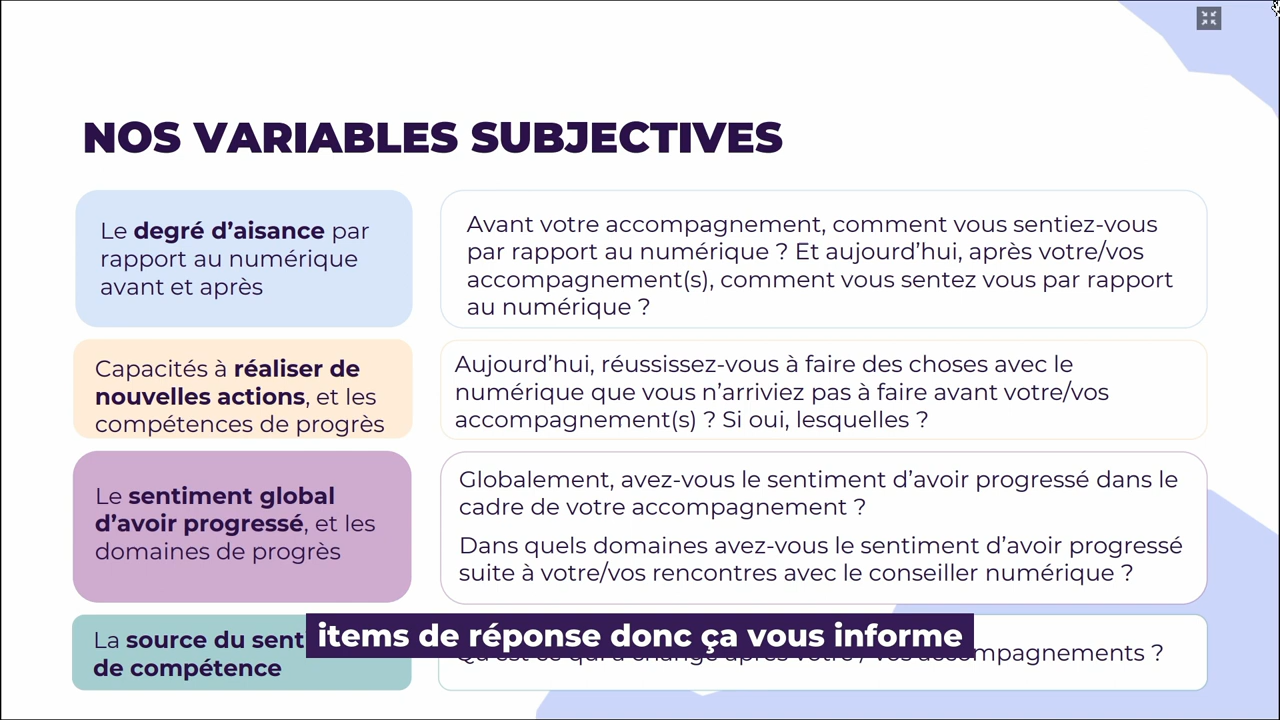 NOS VARIABLES SUBJECTIVES
Le degré d’aisance par
rapport au numérique
avant et après
Avant votre accompagnement, comment vous sentiez-vous
par rapport au numérique ? Et aujourd’hui, après votre/vos
accompagnement(s), comment vous sentez vous par rapport
au numérique ?
Capacités à réaliser de
nouvelles actions, et les
compétences de progrès
Aujourd’hui, réussissez-vous à faire des choses avec le
numérique que vous n’arriviez pas à faire avant votre/vos
accompagnement(s) ? Si oui, lesquelles ?
Le sentiment global
d’avoir progressé, et les
domaines de progrès
Globalement, avez-vous le sentiment d’avoir progressé dans le
cadre de votre accompagnement ?
Dans quels domaines avez-vous le sentiment d’avoir progressé
suite à votre/vos rencontres avec le conseiller numérique ?
La source du
de compétence
accompagnements ?
items de réponse donc ça vous informe